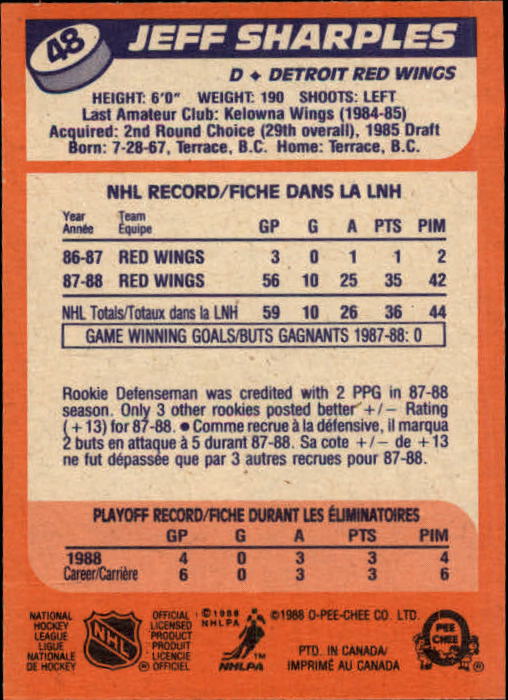 48
JEFF SHARPLES
D ◆ DETROIT RED WINGS
HEIGHT: 6'0" WEIGHT: 190 SHOOTS: LEFT
Last Amateur Club: Kelowna Wings (1984-85)
Acquired: 2nd Round Choice (29th overall), 1985 Draft
Born: 7-28-67, Terrace, B.C. Home: Terrace, B.C.
NHL RECORD/FICHE DANS LA LNH
Year Team
Année Équipe GP G A PTS PIM
86-87 RED WINGS 3 0 1 1 2
87-88 RED WINGS 56 10 25 35 42
NHL Totals/Totaux dans la LNH 59 10 26 36 44
GAME WINNING GOALS/BUTS GAGNANTS 1987-88: 0
Rookie Defenseman was credited with 2 PPG in 87-88
season. Only 3 other rookies posted better +/− Rating
(+13) for 87-88. ● Comme recrue à la défensive, il marqua
2 buts en attaque à 5 durant 87-88. Sa cote +/− de +13
ne fut dépassée que par 3 autres recrues pour 87-88.
PLAYOFF RECORD/FICHE DURANT LES ÉLIMINATOIRES
GP G A PTS PIM
1988 4 0 3 3 4
Career/Carrière 6 0 3 3 6
NATIONAL
HOCKEY
LEAGUE
LIGUE
NATIONALE
DE HOCKEY
NHL
®
OFFICIAL
LICENSED
PRODUCT
PRODUIT
LICENCIE
OFFICIEL
©1988
NHLPA
TM
NHLPA
©1988 O-PEE-CHEE CO. LTD.
PTD. IN CANADA/
IMPRIMÉ AU CANADA
O
PEE
CHEE
®